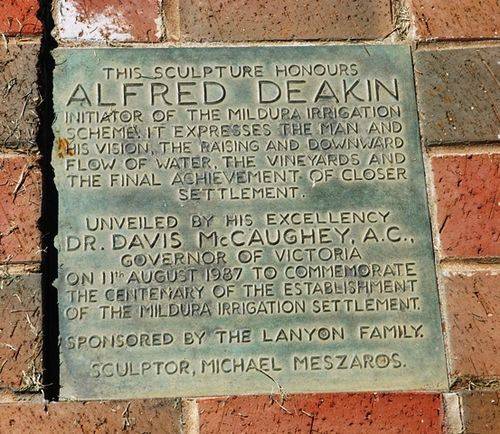 THIS SCULPTURE HONOURS
ALFRED DEAKIN
INITIATOR OF THE MILDURA IRRIGATION
SCHEME. IT EXPRESSES THE MAN AND
HIS VISION, THE RAISING AND DOWNWARD
FLOW OF WATER, THE VINEYARDS AND
THE FINAL ACHIEVEMENT OF CLOSER
SETTLEMENT.
UNVEILED BY HIS EXCELLENCY
DR. DAVIS McCAUGHEY, A.C.,
GOVERNOR OF VICTORIA
ON 11th AUGUST 1987 TO COMMEMORATE
THE CENTENARY OF THE ESTABLISHMENT
OF THE MILDURA IRRIGATION SETTLEMENT.
SPONSORED BY THE LANYON FAMILY.
SCULPTOR, MICHAEL MESZAROS.